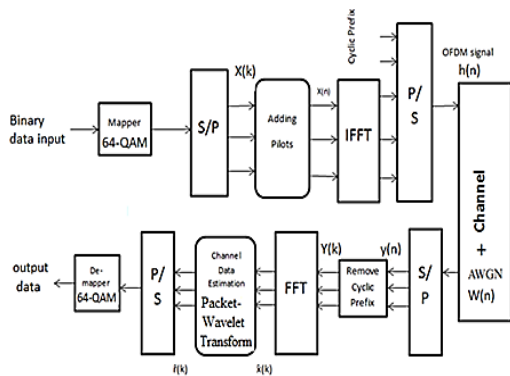 Cyclic Prefix
OFDM signal
h(n)
X(k)
X(n)
Binary
data input
Mapper
64-QAM
S/P
Adding
Pilots
IFFT
P/
S
Channel
+
AWGN
W(n)
output
data
De-
mapper
64-QAM
P/
S
Channel
Data
Estimation
Packet-
Wavelet
Transform
FFT
Y(k)
Remove
Cyclic
Prefix
y(n)
S/
P
x̂(k)